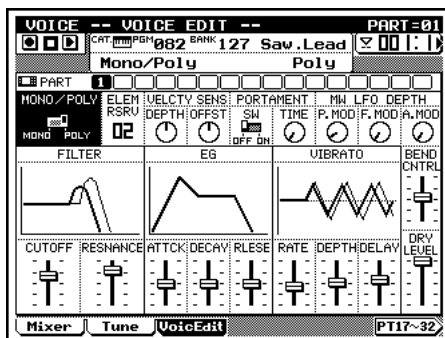 VOICE -- VOICE EDIT -- PART=01
CAT. PGM 082 BANK 127 Saw.Lead
Mono/Poly Poly
PART 1
MONO/POLY ELEM RSRV VELCTY SENS PORTAMENT MW LFO DEPTH
DEPTH OFFST SW TIME P.MOD F.MOD A.MOD
MONO POLY 02 OFF ON
FILTER EG VIBRATO BEND CNTRL
CUTOFF RESNANCE ATTCK DECAY RLESE RATE DEPTH DELAY DRY LEVEL
Mixer Tune VoicEdit PT17~32